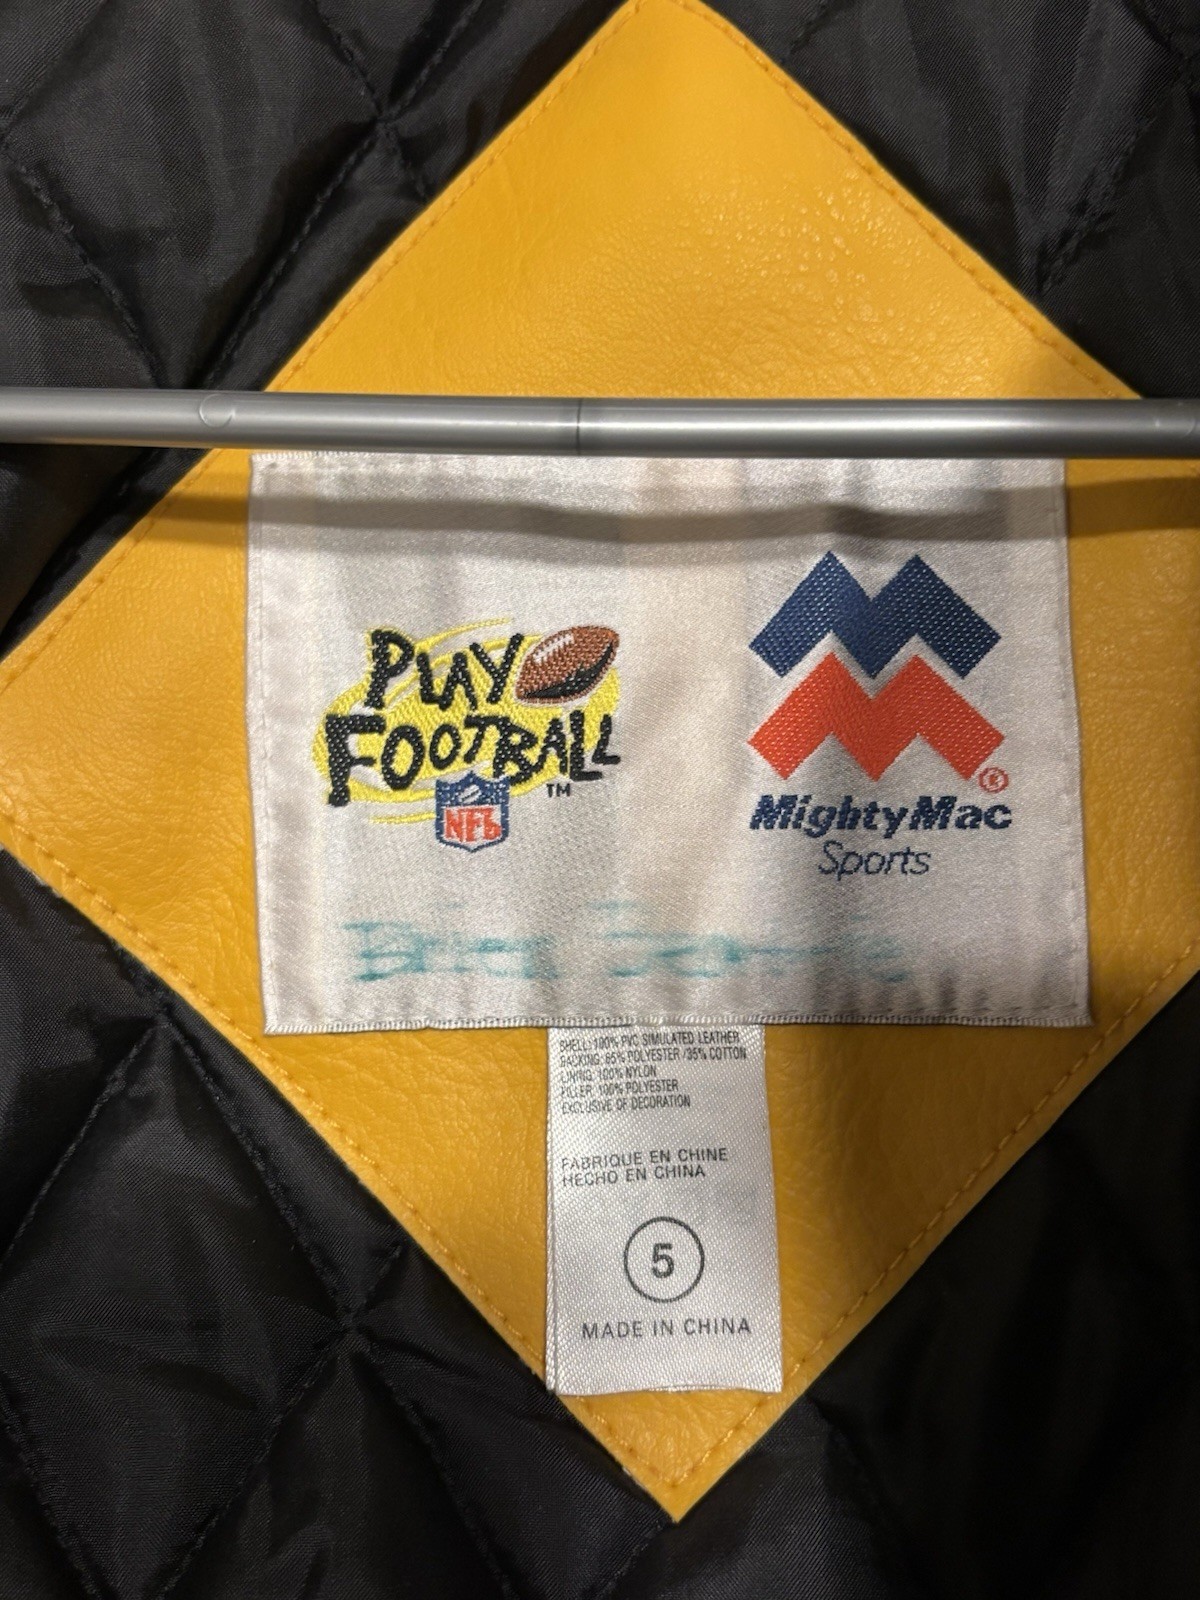 PLAY
FOOTBALL
TM
NFL
®
MightyMac
Sports
SHELL: 100% PVC SIMULATED LEATHER
BACKING: 65% POLYESTER /35% COTTON
LINING: 100% NYLON
FILLER: 100% POLYESTER
EXCLUSIVE OF DECORATION
FABRIQUE EN CHINE
HECHO EN CHINA
5
MADE IN CHINA